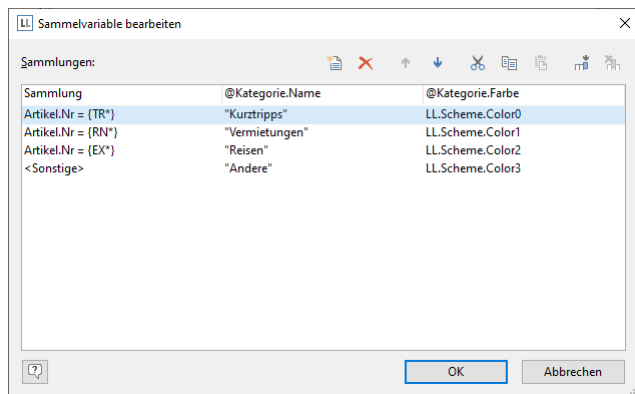 LL Sammelvariable bearbeiten
Sammlungen:
Sammlung @Kategorie.Name @Kategorie.Farbe
Artikel.Nr = {TR*} "Kurztripps" LL.Scheme.Color0
Artikel.Nr = {RN*} "Vermietungen" LL.Scheme.Color1
Artikel.Nr = {EX*} "Reisen" LL.Scheme.Color2
<Sonstige> "Andere" LL.Scheme.Color3
OK Abbrechen